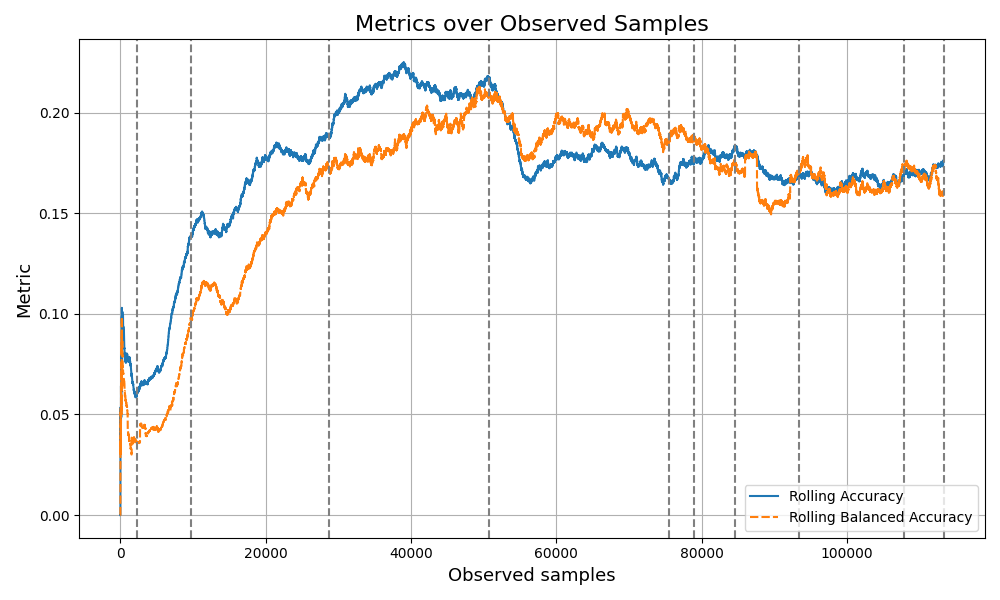 Metrics over Observed Samples
Metric
0.20
0.15
0.10
0.05
0.00
0
20000
40000
60000
80000
100000
Observed samples
Rolling Accuracy
Rolling Balanced Accuracy